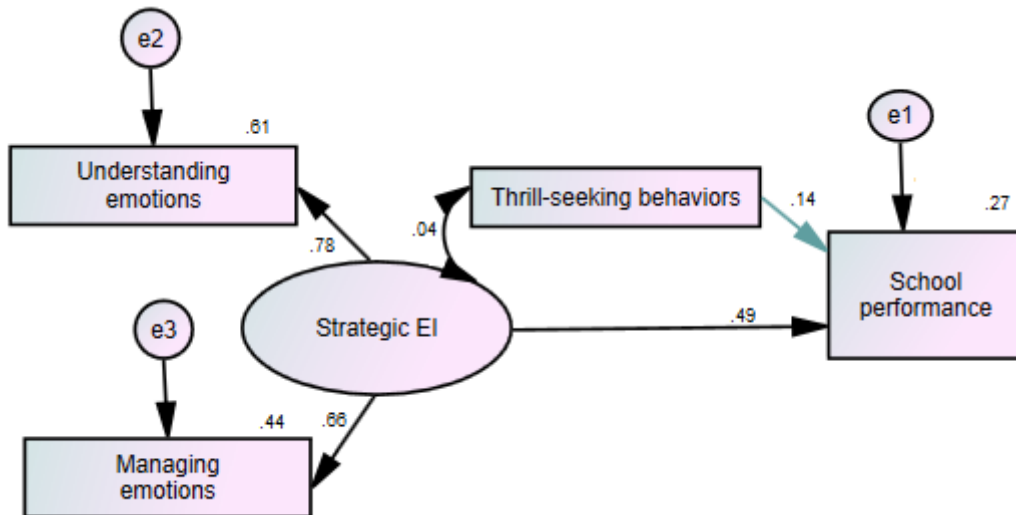 e2
.61
Understanding
emotions
e1
Thrill-seeking behaviors
.14
.27
.04
.78
School
performance
e3
Strategic EI
.49
.44
.66
Managing
emotions